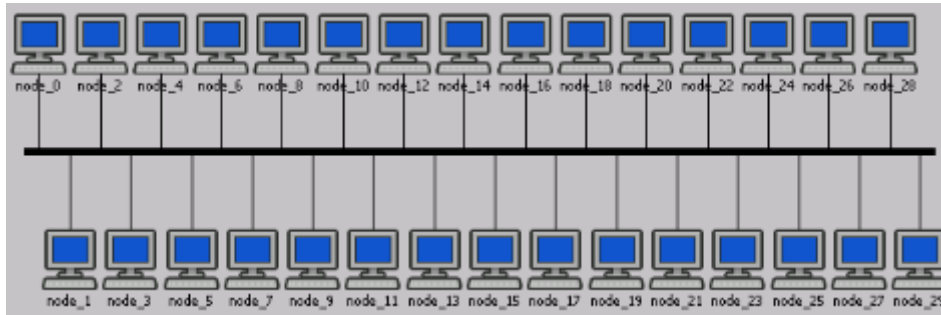 node_0 node_2 node_4 node_6 node_8 node_10 node_12 node_14 node_16 node_18 node_20 node_22 node_24 node_26 node_28
node_1 node_3 node_5 node_7 node_9 node_11 node_13 node_15 node_17 node_19 node_21 node_23 node_25 node_27 node_29